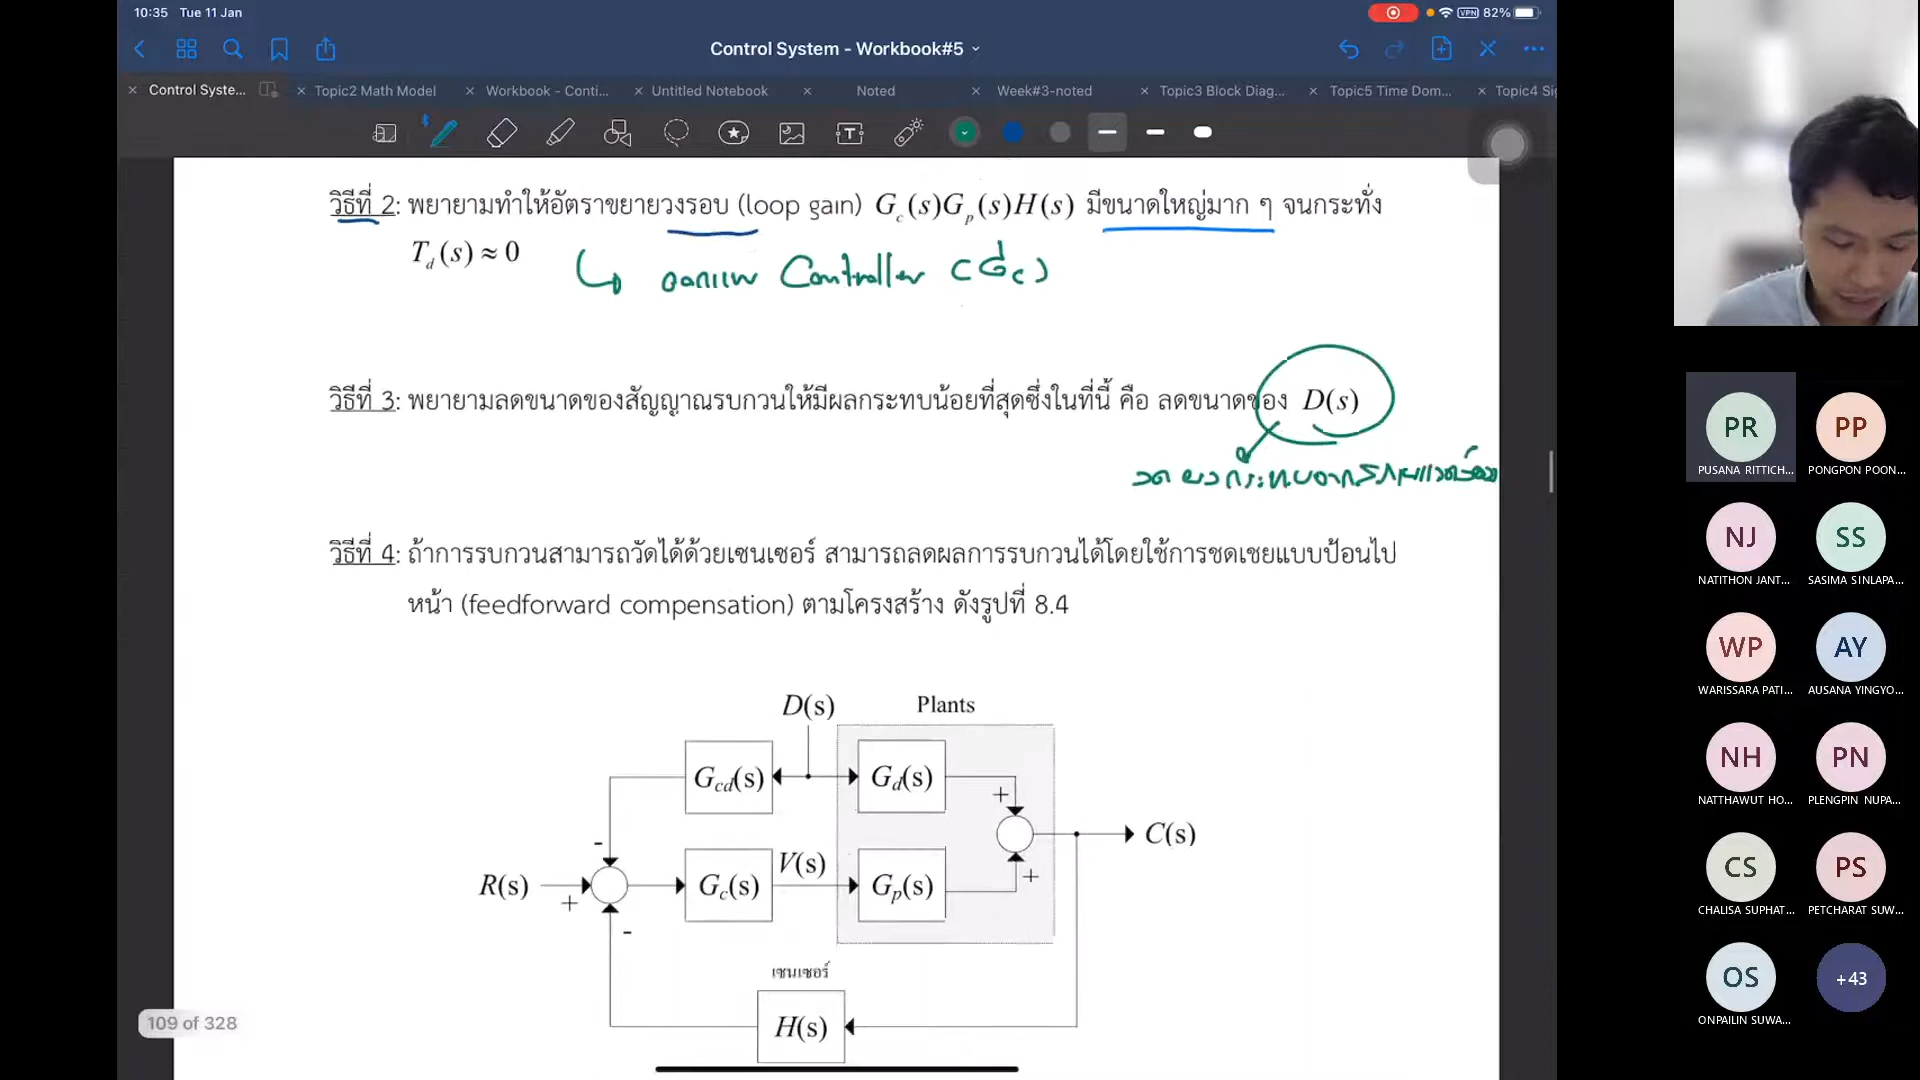 10:35 Tue 11 Jan
VPN 82%
Control System - Workbook#5
Control Syste...
Topic2 Math Model
Workbook - Conti...
Untitled Notebook
Noted
Week#3-noted
Topic3 Block Diag...
Topic5 Time Dom...
Topic4 Si
วิธีที่ 2: พยายามทำให้อัตราขยายวงรอบ (loop gain) G_c(s)G_p(s)H(s) มีขนาดใหญ่มาก ๆ จนกระทั่ง
T_d(s) ≈ 0
ออกแบบ Controller (G_c)
วิธีที่ 3: พยายามลดขนาดของสัญญาณรบกวนให้มีผลกระทบน้อยที่สุดซึ่งในที่นี้ คือ ลดขนาดของ D(s)
วิธีที่ 4: ถ้าการรบกวนสามารถวัดได้ด้วยเซนเซอร์ สามารถลดผลการรบกวนได้โดยใช้การชดเชยแบบป้อนไป
หน้า (feedforward compensation) ตามโครงสร้าง ดังรูปที่ 8.4
D(s)
Plants
G_cd(s)
G_d(s)
+
-
C(s)
R(s)
+
G_c(s)
V(s)
G_p(s)
+
-
เซนเซอร์
H(s)
109 of 328
PR
PUSANA RITTICH...
PP
PONGPON POON...
NJ
NATITHON JANT...
SS
SASIMA SINLAPA...
WP
WARISSARA PATI...
AY
AUSANA YINGYO...
NH
NATTHAWUT HO...
PN
PLENGPIN NUPA...
CS
CHALISA SUPHAT...
PS
PETCHARAT SUW...
OS
ONPAILIN SUWA...
+43